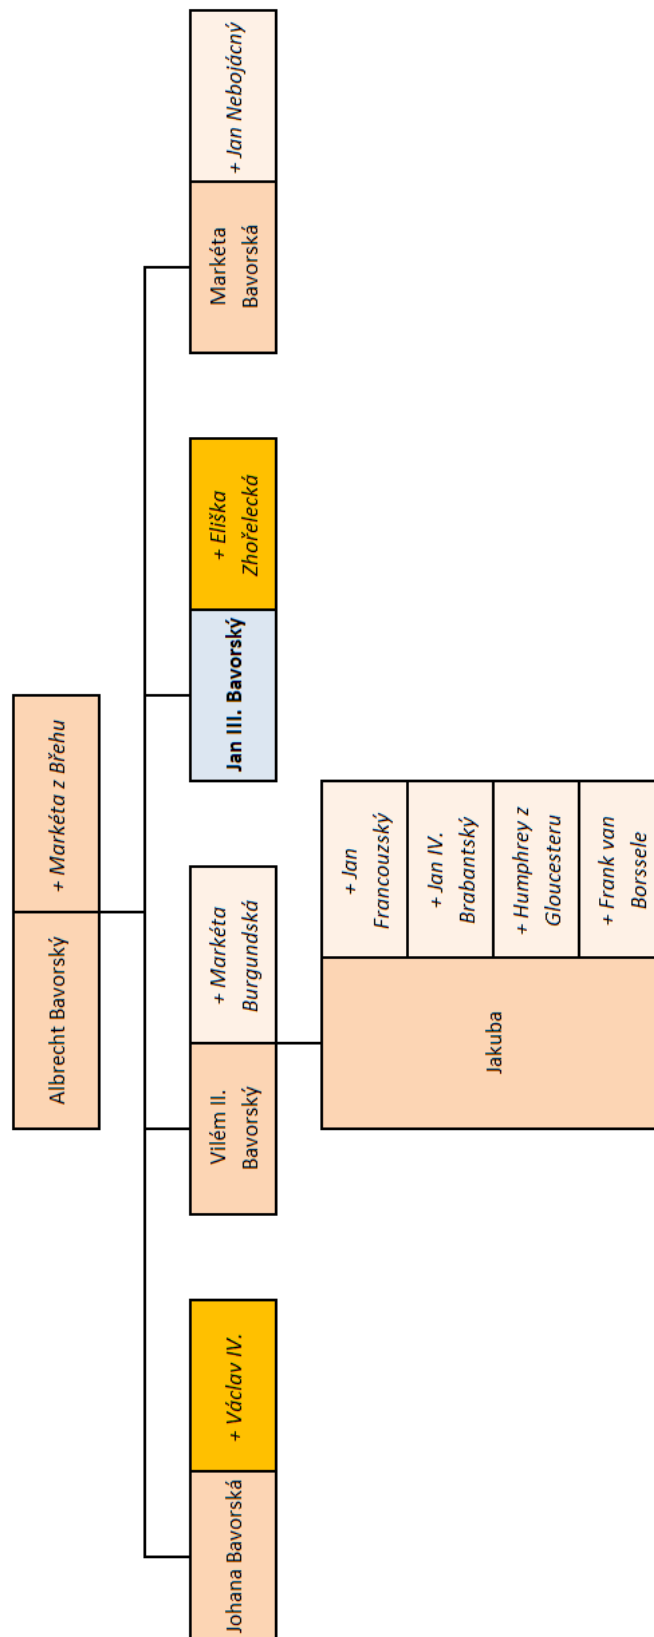 Albrecht Bavorský
+ Markéta z Břehu
Johana Bavorská
+ Václav IV.
Vilém II.
Bavorský
+ Markéta
Burgundská
Jan III. Bavorský
+ Eliška
Zhořelecká
Markéta
Bavorská
+ Jan Nebojácný
Jakuba
+ Jan
Francouzský
+ Jan IV.
Brabantský
+ Humphrey z
Gloucesteru
+ Frank van
Borssele